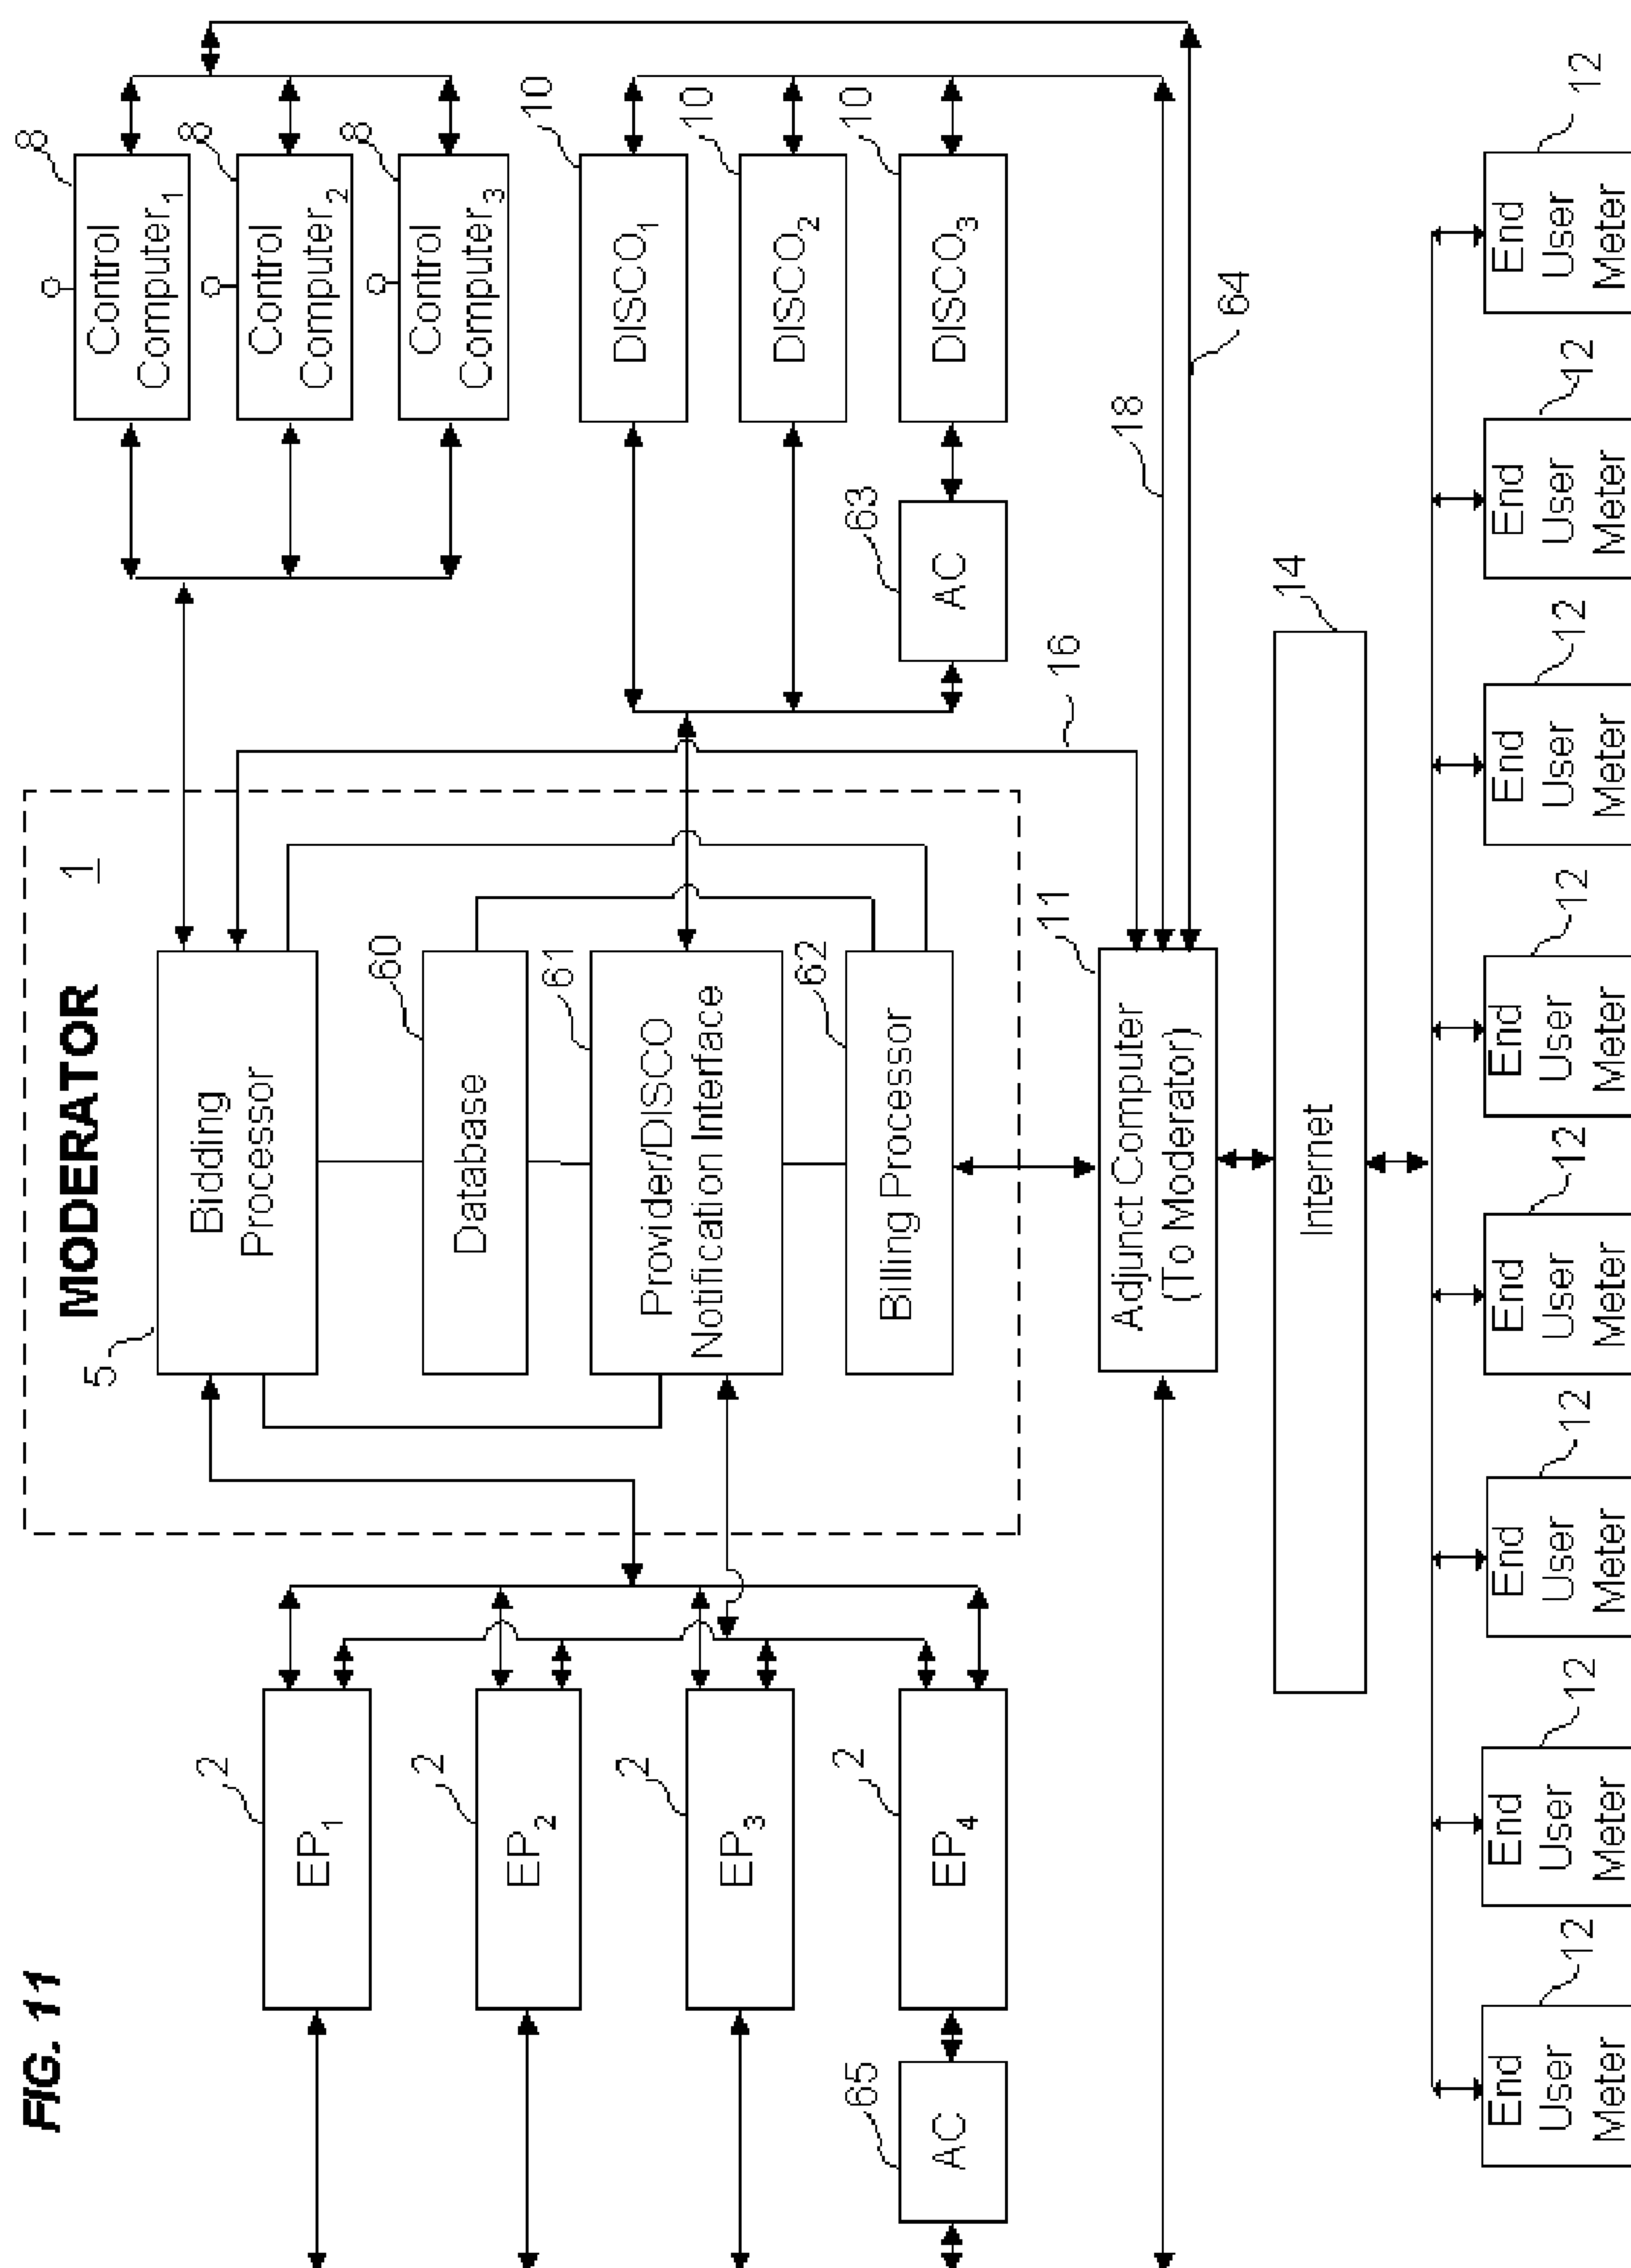 FIG. 11
MODERATOR
1
5
Bidding
Processor
60
Database
61
Provider/DISCO
Notification Interface
62
Billing Processor
2
EP1
2
EP2
2
EP3
2
EP4
65
AC
8
Control
Computer1
8
Control
Computer2
8
Control
Computer3
10
DISCO1
10
DISCO2
10
DISCO3
63
AC
16
18
64
11
Adjunct Computer
(To Moderator)
14
Internet
12
End
User
Meter
12
End
User
Meter
12
End
User
Meter
12
End
User
Meter
12
End
User
Meter
12
End
User
Meter
12
End
User
Meter
12
End
User
Meter